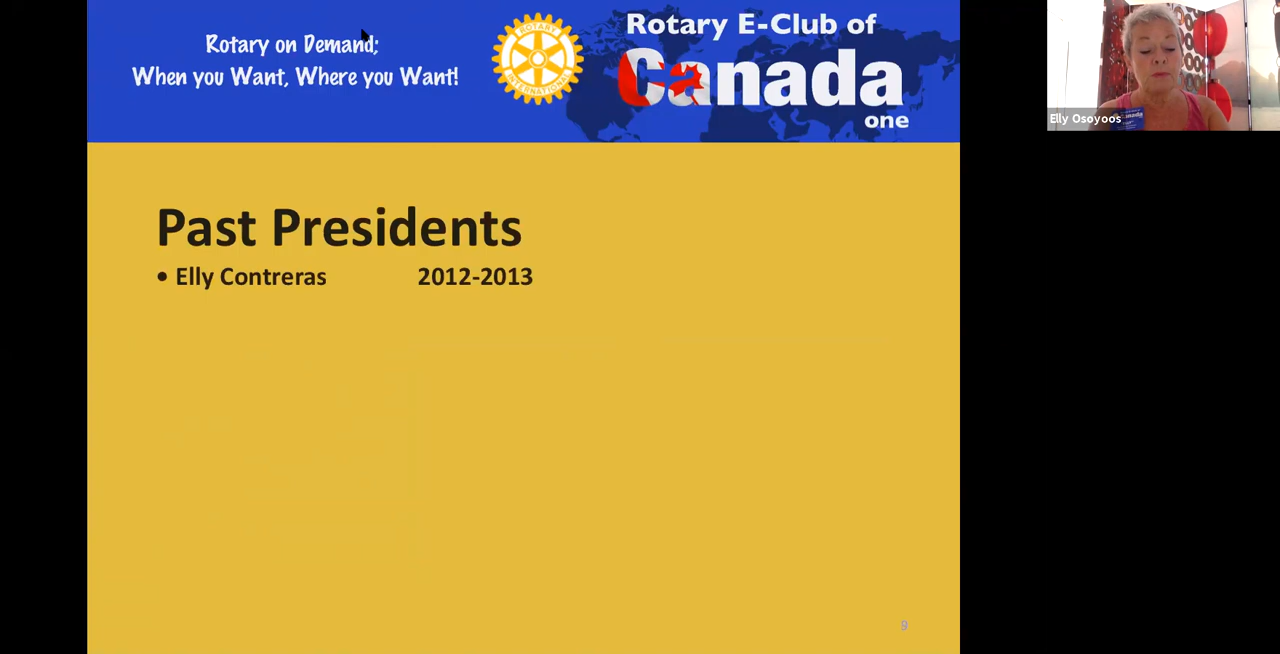 Rotary on Demand;
When you Want, Where you Want!
ROTARY
INTERNATIONAL
Rotary E-Club of
Canada
one
Elly Osoyoos
Past Presidents
• Elly Contreras 2012-2013
9